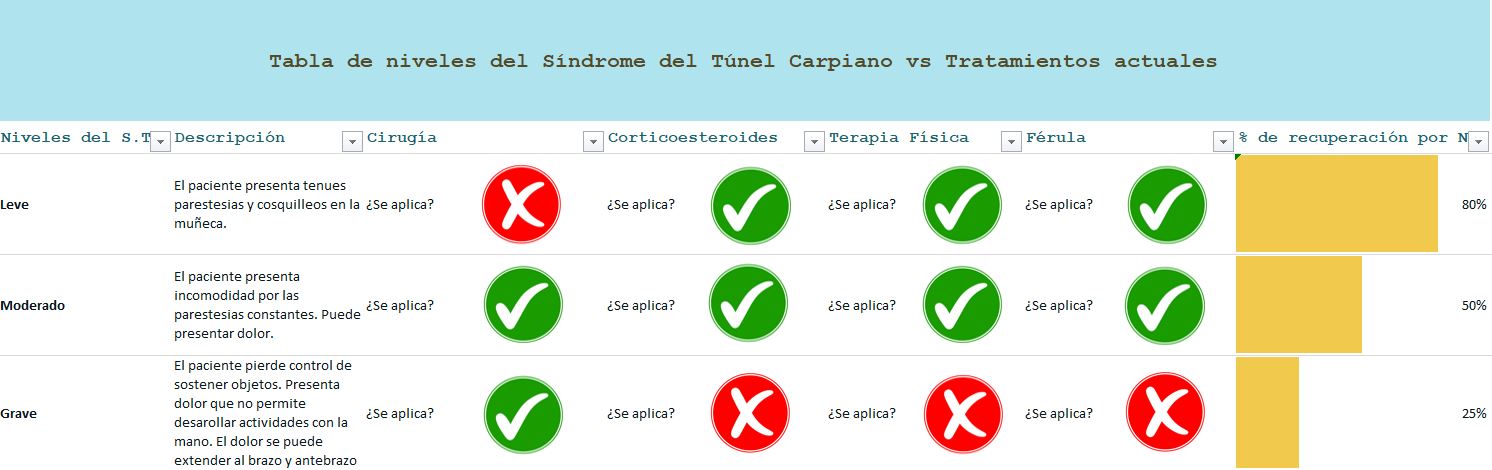 Tabla de niveles del Síndrome del Túnel Carpiano vs Tratamientos actuales
Niveles del S.T Descripción Cirugía Corticoesteroides Terapia Física Férula % de recuperación por N
Leve
El paciente presenta tenues
parestesias y cosquilleos en la
muñeca.
¿Se aplica? ¿Se aplica? ¿Se aplica? ¿Se aplica? 80%
Moderado
El paciente presenta
incomodidad por las
parestesias constantes. Puede
presentar dolor.
¿Se aplica? ¿Se aplica? ¿Se aplica? ¿Se aplica? 50%
Grave
El paciente pierde control de
sostener objetos. Presenta
dolor que no permite
desarollar actividades con la
mano. El dolor se puede
extender al brazo y antebrazo
¿Se aplica? ¿Se aplica? ¿Se aplica? ¿Se aplica? 25%